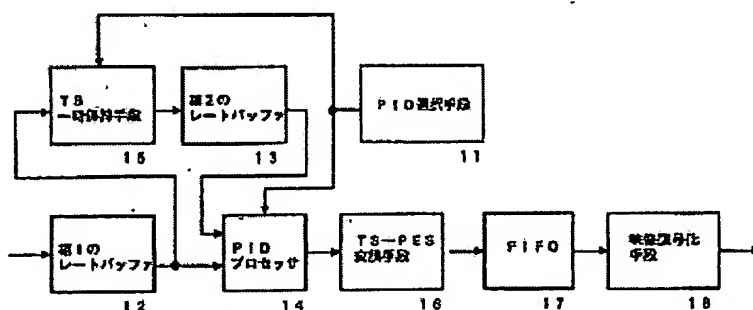 TS
一時保持手段
15
第2の
レートバッファ
13
PID選択手段
11
第1の
レートバッファ
12
PID
プロセッサ
14
TS−PES
変換手段
16
FIFO
17
映像復号化
手段
18